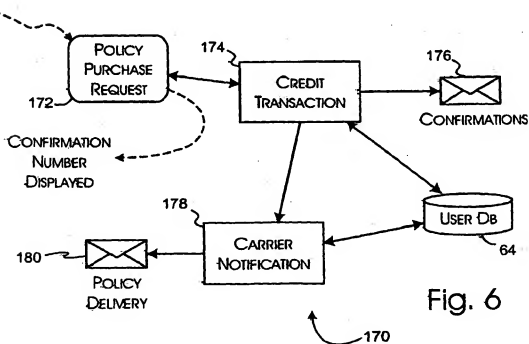 174
POLICY
PURCHASE
REQUEST
172
CREDIT
TRANSACTION
176
CONFIRMATIONS
CONFIRMATION
NUMBER
DISPLAYED
178
USER DB
64
180
POLICY
DELIVERY
CARRIER
NOTIFICATION
Fig. 6
170